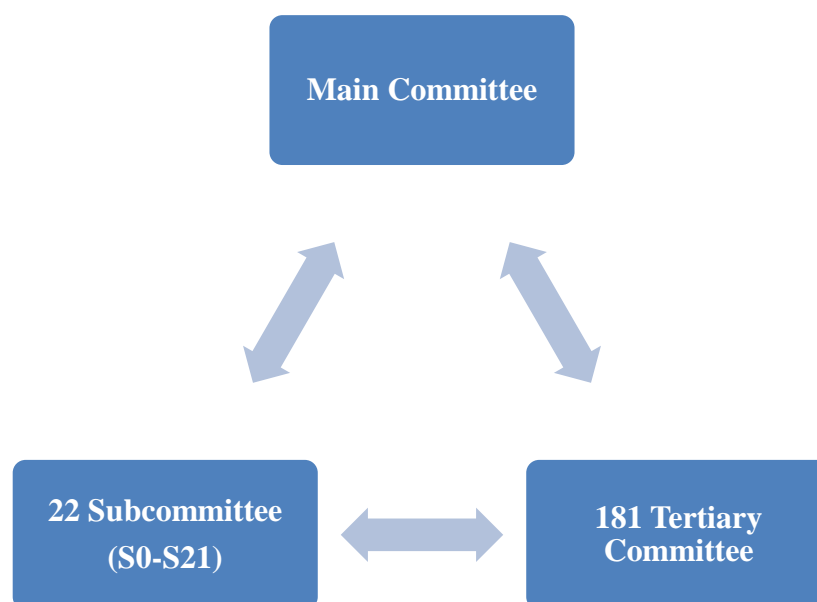 Main Committee
22 Subcommittee
(S0-S21)
181 Tertiary
Committee